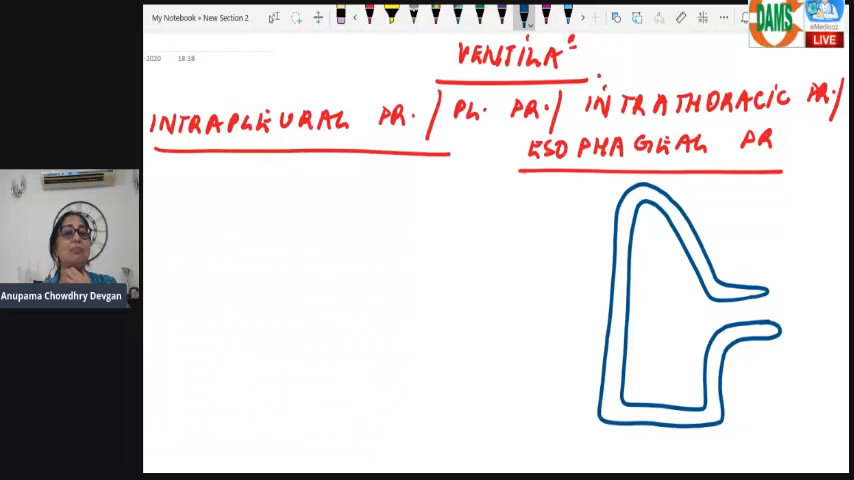 My Notebook > New Section 2
DAMS
eMedicoz
LIVE
2020 18:38
VENTILAⁿ
INTRAPLEURAL PR. / PL. PR. / INTRATHORACIC PR. /
ESOPHAGEAL PR
Anupama Chowdhry Devgan